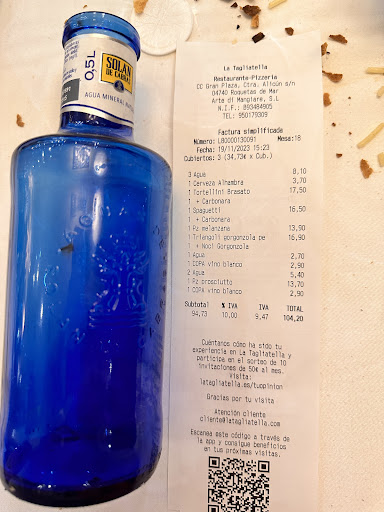 SOLAN
DE CABRAS
0,5L
AGUA MINERAL
La Tagliatella
Restaurante-Pizzeria
CC Gran Plaza, Ctra. Alicún s/n
04740 Roquetas de Mar
Arte di Mangiare, S.L
N.I.F.: B93484905
TEL: 950179309
Factura simplificada
Número: L80000130091 Mesa:18
Fecha: 19/11/2023 15:23
Cubiertos: 3 (34,73€ x Cub.)
3 Agua 8,10
1 Cerveza Alhambra 3,70
1 Tortellini Brasato 17,50
1 + Carbonara
1 Spaguetti 16,50
1 + Carbonara
1 Pz melanzana 13,90
1 Triangoli gorgonzola pe 16,90
1 + Noci Gorgonzola
1 Agua 2,70
1 COPA vino blanco 2,90
2 Agua 5,40
1 Pz prosciutto 13,70
1 COPA vino blanco 2,90
Subtotal % IVA IVA TOTAL
94,73 10,00 9,47 104,20
Cuéntanos cómo ha sido tu
experiencia en La Tagliatella y
participa en el sorteo de 10
invitaciones de 50€ al mes.
Visita:
latagliatella.es/tuopinion
Gracias por tu visita
Atención cliente
cliente@latagliatella.com
Escanea este código a través de
la app y consigue beneficios
en tus próximas visitas.